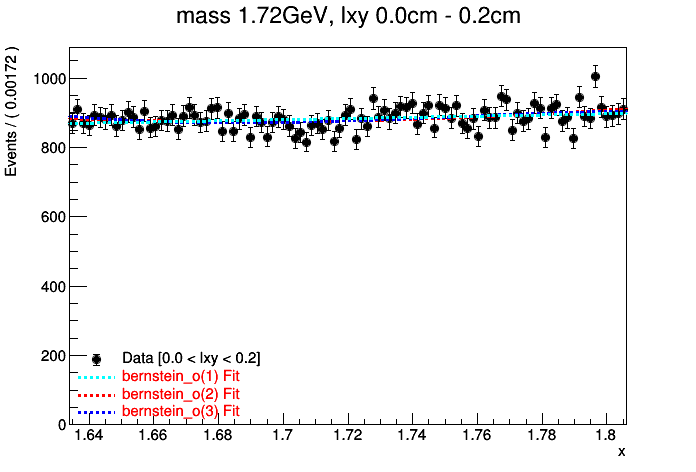 mass 1.72GeV, lxy 0.0cm - 0.2cm
Events / ( 0.00172 )
1000
800
600
400
200
0
Data [0.0 < lxy < 0.2]
bernstein_o(1) Fit
bernstein_o(2) Fit
bernstein_o(3) Fit
1.64 1.66 1.68 1.7 1.72 1.74 1.76 1.78 1.8
x